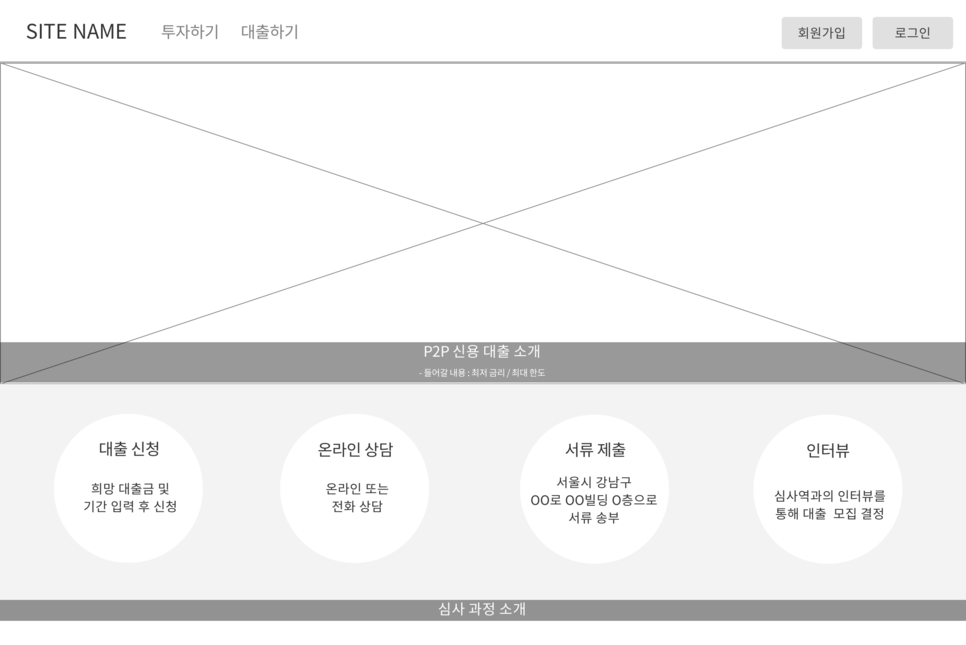 SITE NAME
투자하기
대출하기
회원가입
로그인
P2P 신용 대출 소개
- 들어갈 내용 : 최저 금리 / 최대 한도
대출 신청
희망 대출금 및
기간 입력 후 신청
온라인 상담
온라인 또는
전화 상담
서류 제출
서울시 강남구
OO로 OO빌딩 O층으로
서류 송부
인터뷰
심사역과의 인터뷰를
통해 대출 모집 결정
심사 과정 소개